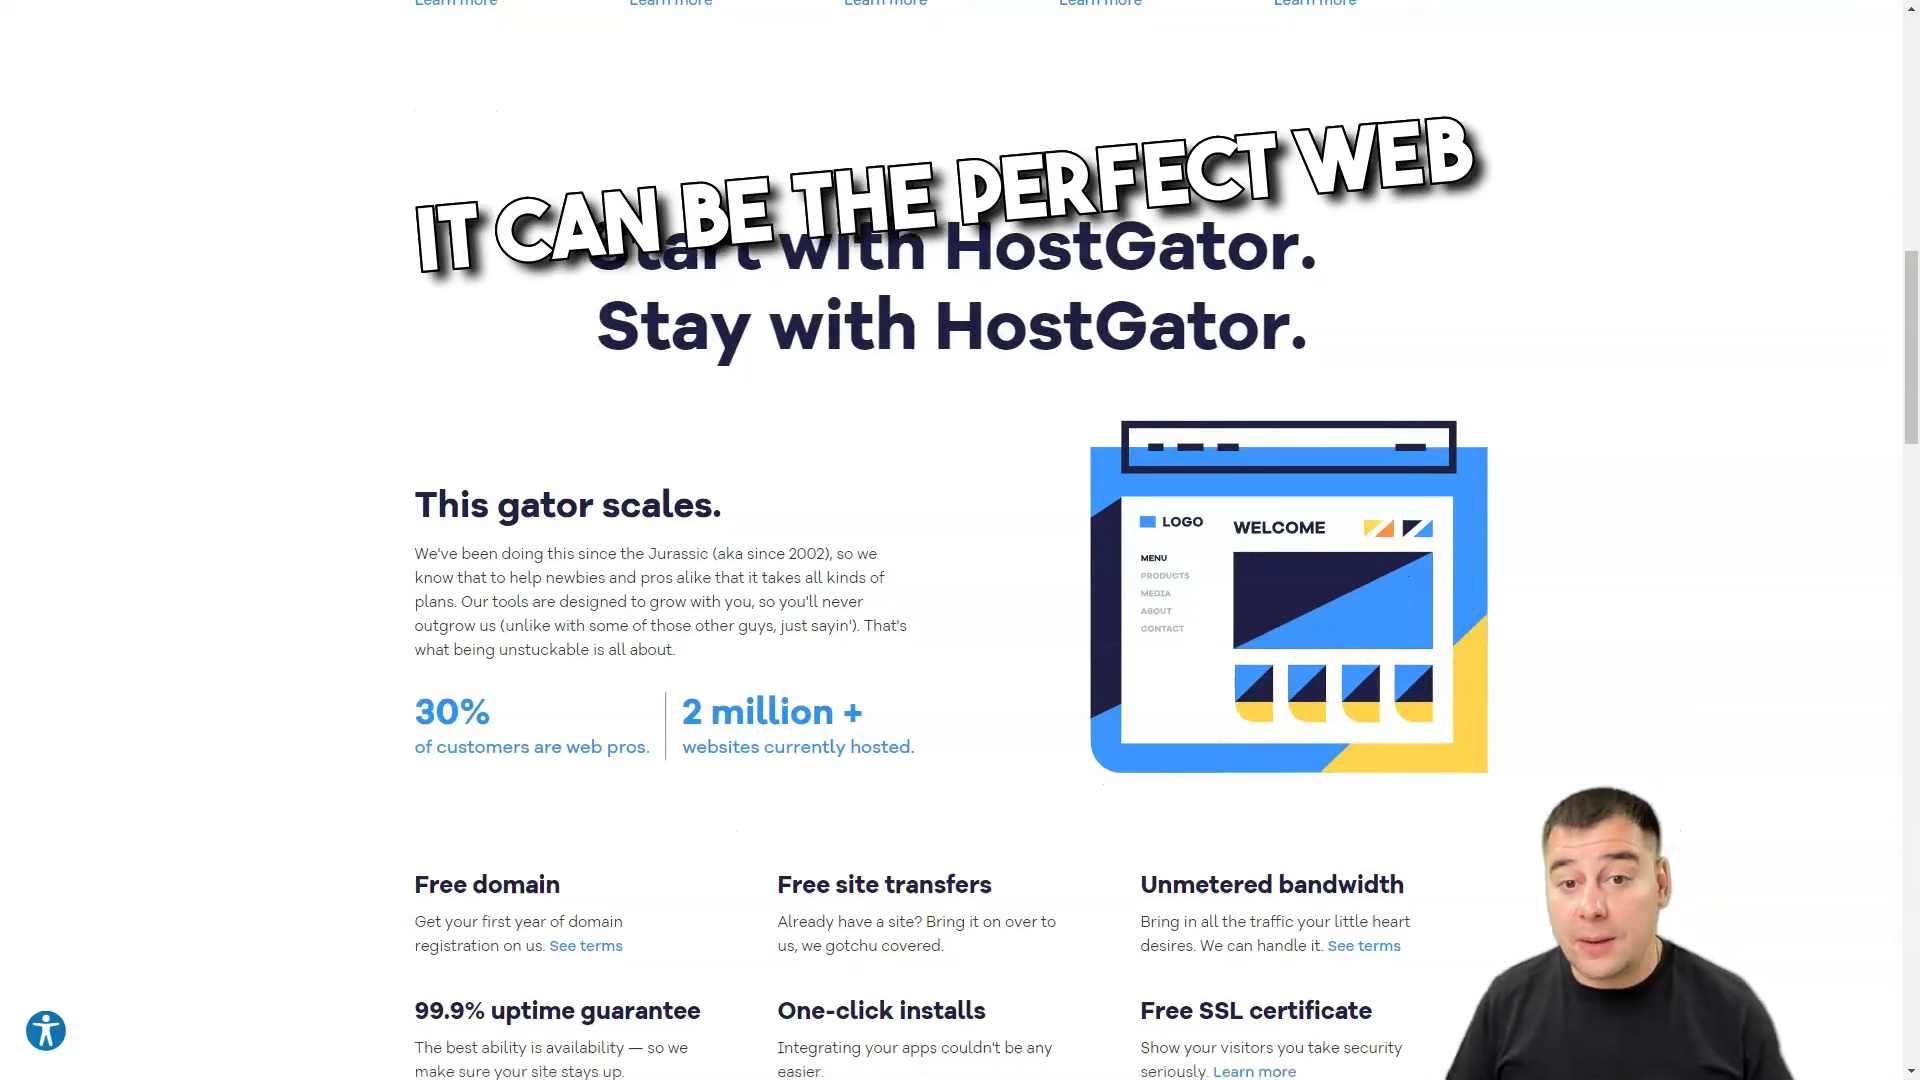 Learn more
Learn more
Learn more
Learn more
Learn more
IT CAN BE THE PERFECT WEB
Start with HostGator.
Stay with HostGator.
This gator scales.
We've been doing this since the Jurassic (aka since 2002), so we
know that to help newbies and pros alike that it takes all kinds of
plans. Our tools are designed to grow with you, so you'll never
outgrow us (unlike with some of those other guys, just sayin'). That's
what being unstuckable is all about.
30%
of customers are web pros.
2 million +
websites currently hosted.
LOGO
WELCOME
MENU
PRODUCTS
MEDIA
ABOUT
CONTACT
Free domain
Get your first year of domain
registration on us. See terms
Free site transfers
Already have a site? Bring it on over to
us, we gotchu covered.
Unmetered bandwidth
Bring in all the traffic your little heart
desires. We can handle it. See terms
99.9% uptime guarantee
The best ability is availability — so we
make sure your site stays up.
One-click installs
Integrating your apps couldn't be any
easier.
Free SSL certificate
Show your visitors you take security
seriously. Learn more